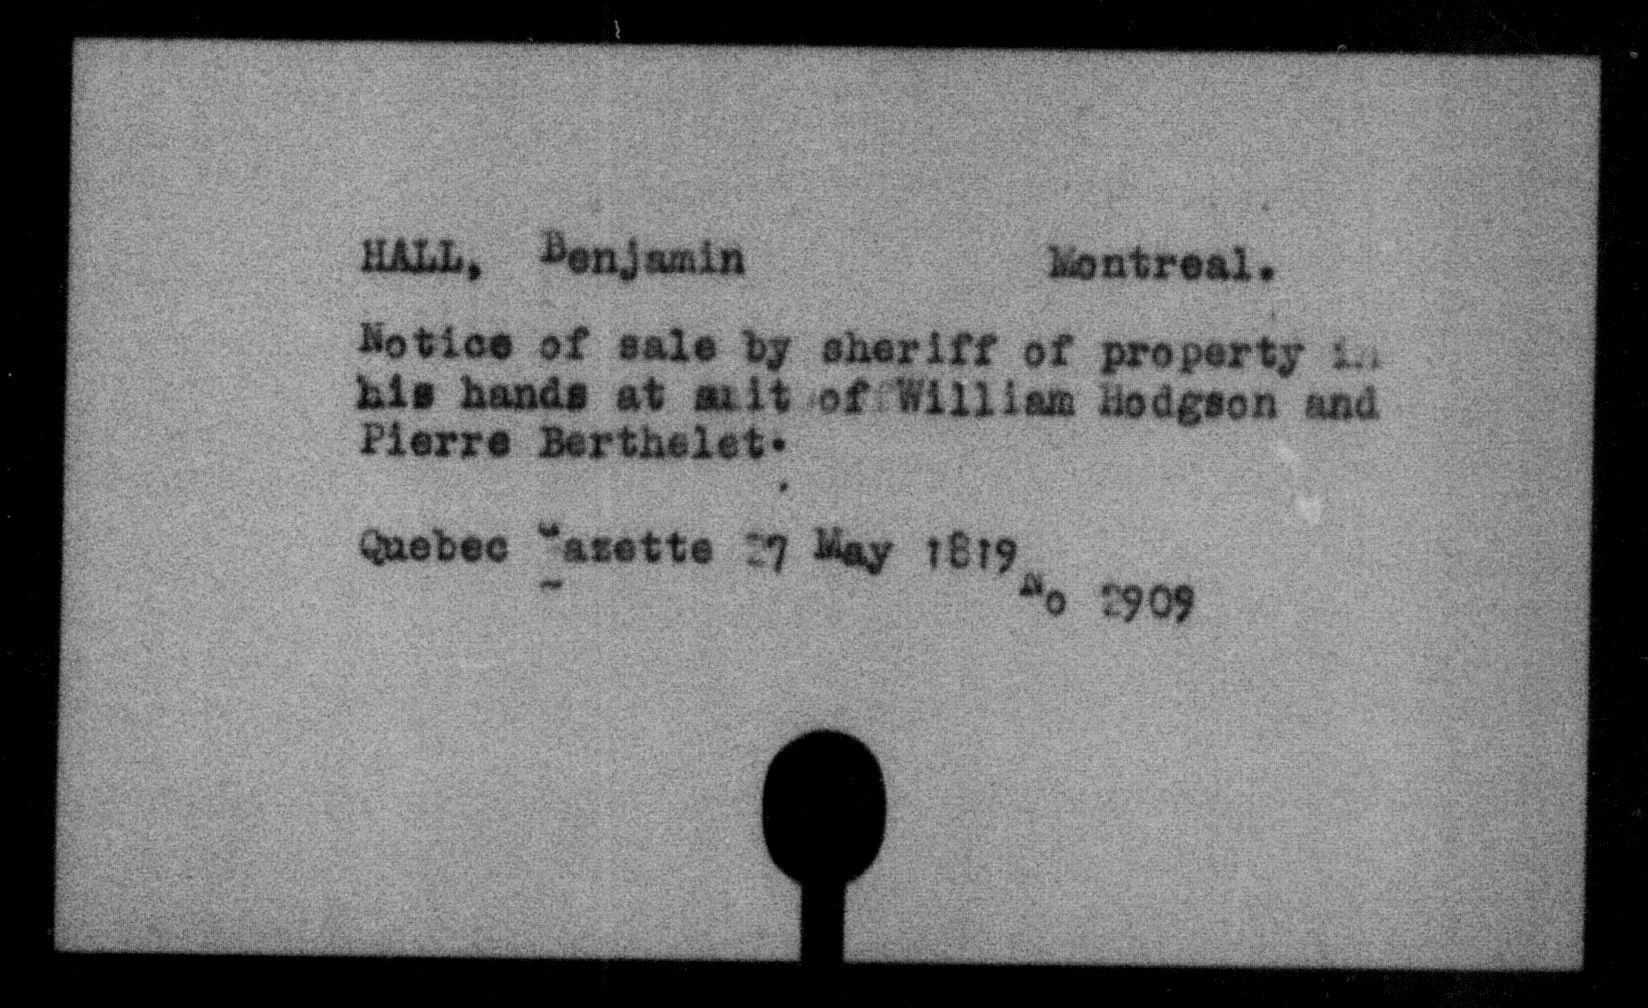 HALL, Benjamin Montreal.
Notice of sale by sheriff of property in
his hands at suit of William Hodgson and
Pierre Berthelet.
Quebec Gazette 27 May 1819
No 2909